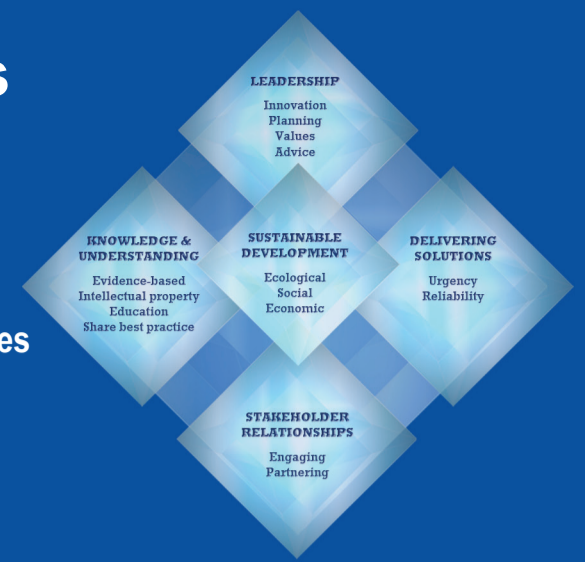 s
LEADERSHIP
Innovation
Planning
Values
Advice
KNOWLEDGE &
UNDERSTANDING
Evidence-based
Intellectual property
Education
Share best practice
SUSTAINABLE
DEVELOPMENT
Ecological
Social
Economic
DELIVERING
SOLUTIONS
Urgency
Reliability
es
STAKEHOLDER
RELATIONSHIPS
Engaging
Partnering